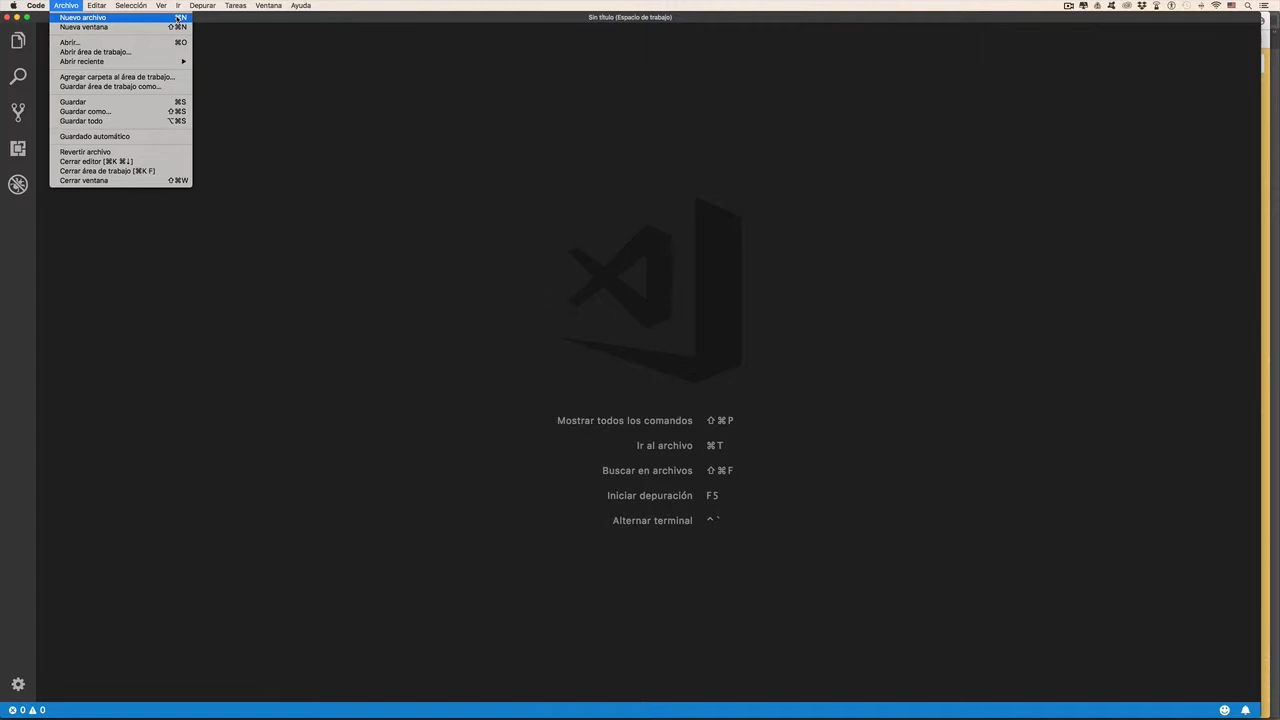 Code Archivo Editar Selección Ver Ir Depurar Tareas Ventana Ayuda
Sin título (Espacio de trabajo)
Nuevo archivo ⌘N
Nueva ventana ⇧⌘N
Abrir... ⌘O
Abrir área de trabajo...
Abrir reciente
Agregar carpeta al área de trabajo...
Guardar área de trabajo como...
Guardar ⌘S
Guardar como... ⇧⌘S
Guardar todo ⌥⌘S
Guardado automático
Revertir archivo
Cerrar editor [⌘K ⌘↓]
Cerrar área de trabajo [⌘K F]
Cerrar ventana ⇧⌘W
Mostrar todos los comandos ⇧⌘P
Ir al archivo ⌘T
Buscar en archivos ⇧⌘F
Iniciar depuración F5
Alternar terminal ^`
0 0